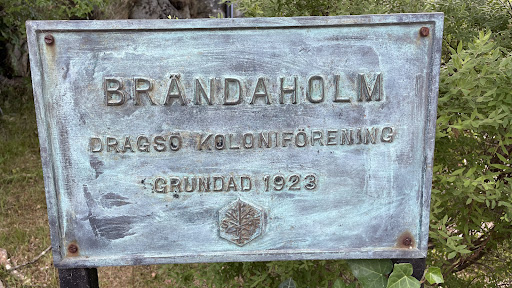 BRÄNDAHOLM
DRAGSÖ KOLONIFÖRENING
GRUNDAD 1923